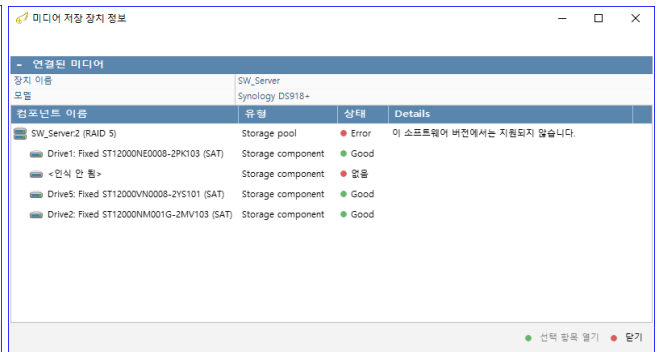 미디어 저장 장치 정보
– 연결된 미디어
장치 이름 SW_Server
모델 Synology DS918+
컴포넌트 이름 유형 상태 Details
SW_Server:2 (RAID 5) Storage pool Error 이 소프트웨어 버전에서는 지원되지 않습니다.
Drive1: Fixed ST12000NE0008-2PK103 (SAT) Storage component Good
<인식 안 됨> Storage component 없음
Drive5: Fixed ST12000VN0008-2YS101 (SAT) Storage component Good
Drive2: Fixed ST12000NM001G-2MV103 (SAT) Storage component Good
선택 항목 열기 닫기